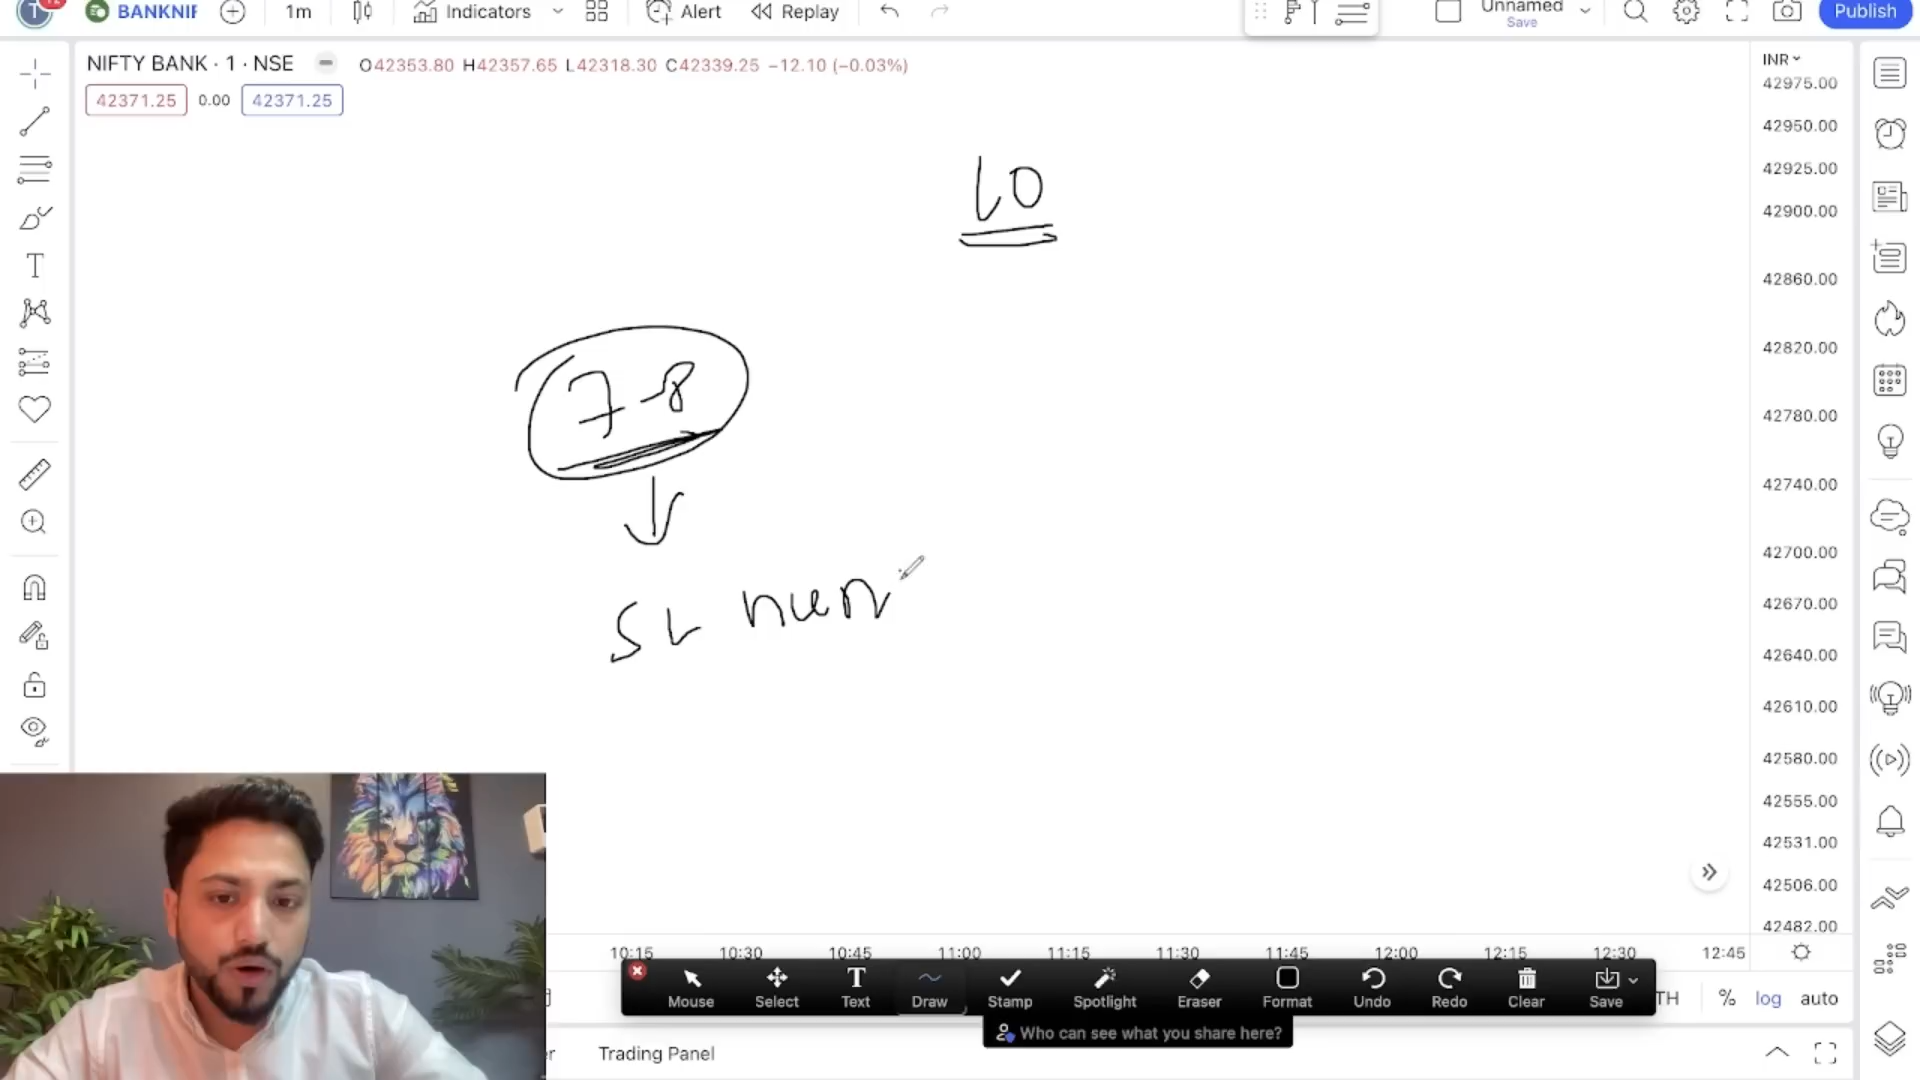 T 12 BANKNIF 1m Indicators Alert Replay Unnamed Save Publish
NIFTY BANK · 1 · NSE O42353.80 H42357.65 L42318.30 C42339.25 −12.10 (−0.03%)
42371.25 0.00 42371.25
INR
42975.00
42950.00
42925.00
42900.00
42860.00
42820.00
42780.00
42740.00
42700.00
42670.00
42640.00
42610.00
42580.00
42555.00
42531.00
42506.00
42482.00
10
7-8
SL
10:15 10:30 10:45 11:00 11:15 11:30 11:45 12:00 12:15 12:30 12:45
Mouse Select Text Draw Stamp Spotlight Eraser Format Undo Redo Clear Save
TH % log auto
Who can see what you share here?
r Trading Panel